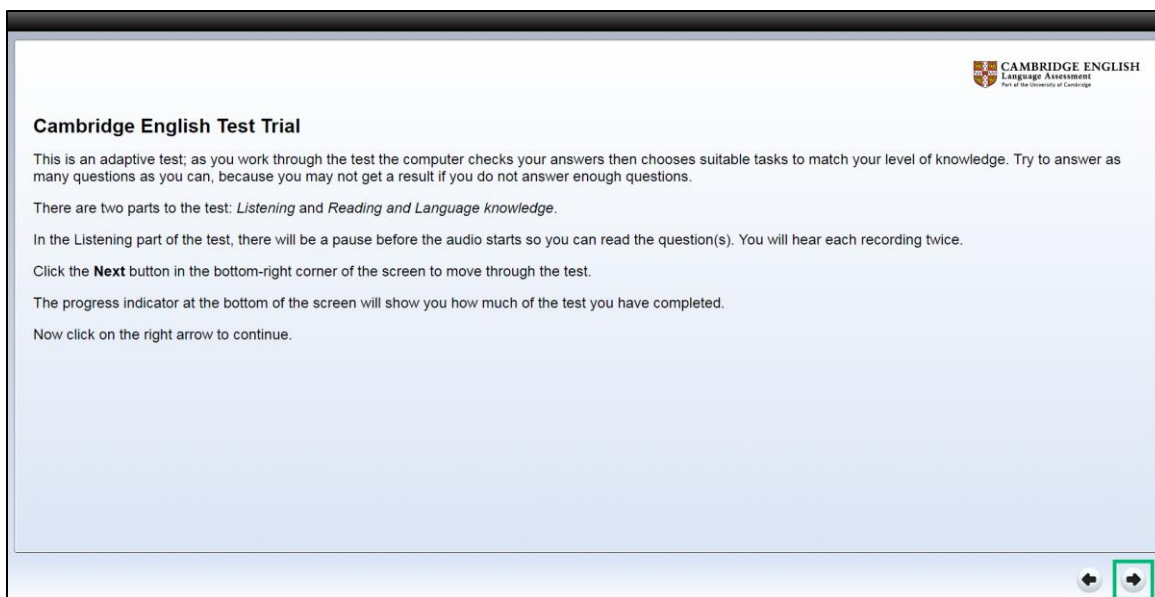 CAMBRIDGE ENGLISH
Language Assessment
Part of the University of Cambridge
Cambridge English Test Trial
This is an adaptive test; as you work through the test the computer checks your answers then chooses suitable tasks to match your level of knowledge. Try to answer as
many questions as you can, because you may not get a result if you do not answer enough questions.
There are two parts to the test: Listening and Reading and Language knowledge.
In the Listening part of the test, there will be a pause before the audio starts so you can read the question(s). You will hear each recording twice.
Click the Next button in the bottom-right corner of the screen to move through the test.
The progress indicator at the bottom of the screen will show you how much of the test you have completed.
Now click on the right arrow to continue.